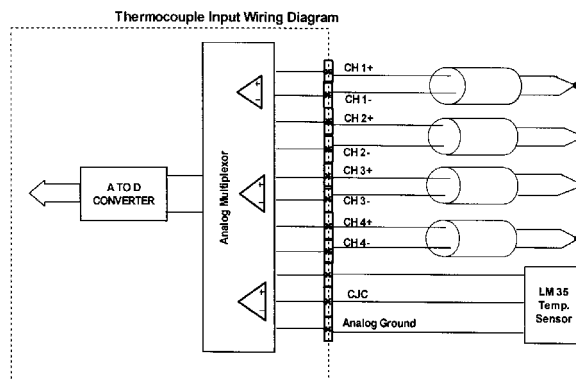 Thermocouple Input Wiring Diagram
CH 1+
CH 1-
CH 2+
CH 2-
CH 3+
CH 3-
CH 4+
CH 4-
CJC
Analog Ground
A TO D
CONVERTER
Analog Multiplexor
+
-
+
-
+
-
LM 35
Temp.
Sensor